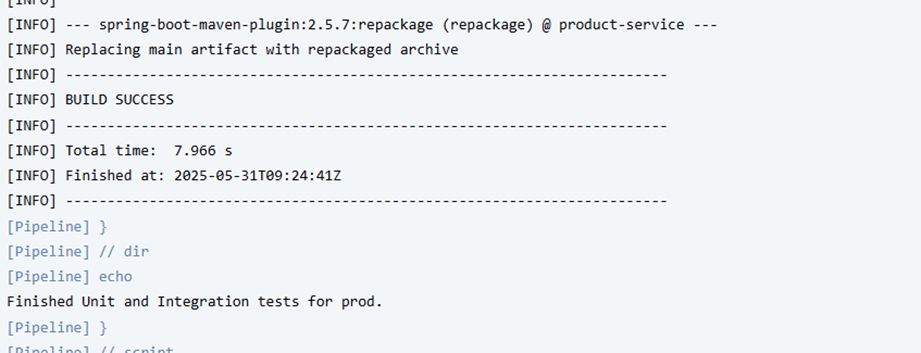 [INFO]
[INFO] --- spring-boot-maven-plugin:2.5.7:repackage (repackage) @ product-service ---
[INFO] Replacing main artifact with repackaged archive
[INFO] ------------------------------------------------------------------------
[INFO] BUILD SUCCESS
[INFO] ------------------------------------------------------------------------
[INFO] Total time:  7.966 s
[INFO] Finished at: 2025-05-31T09:24:41Z
[INFO] ------------------------------------------------------------------------
[Pipeline] }
[Pipeline] // dir
[Pipeline] echo
Finished Unit and Integration tests for prod.
[Pipeline] }
[Pipeline] // script